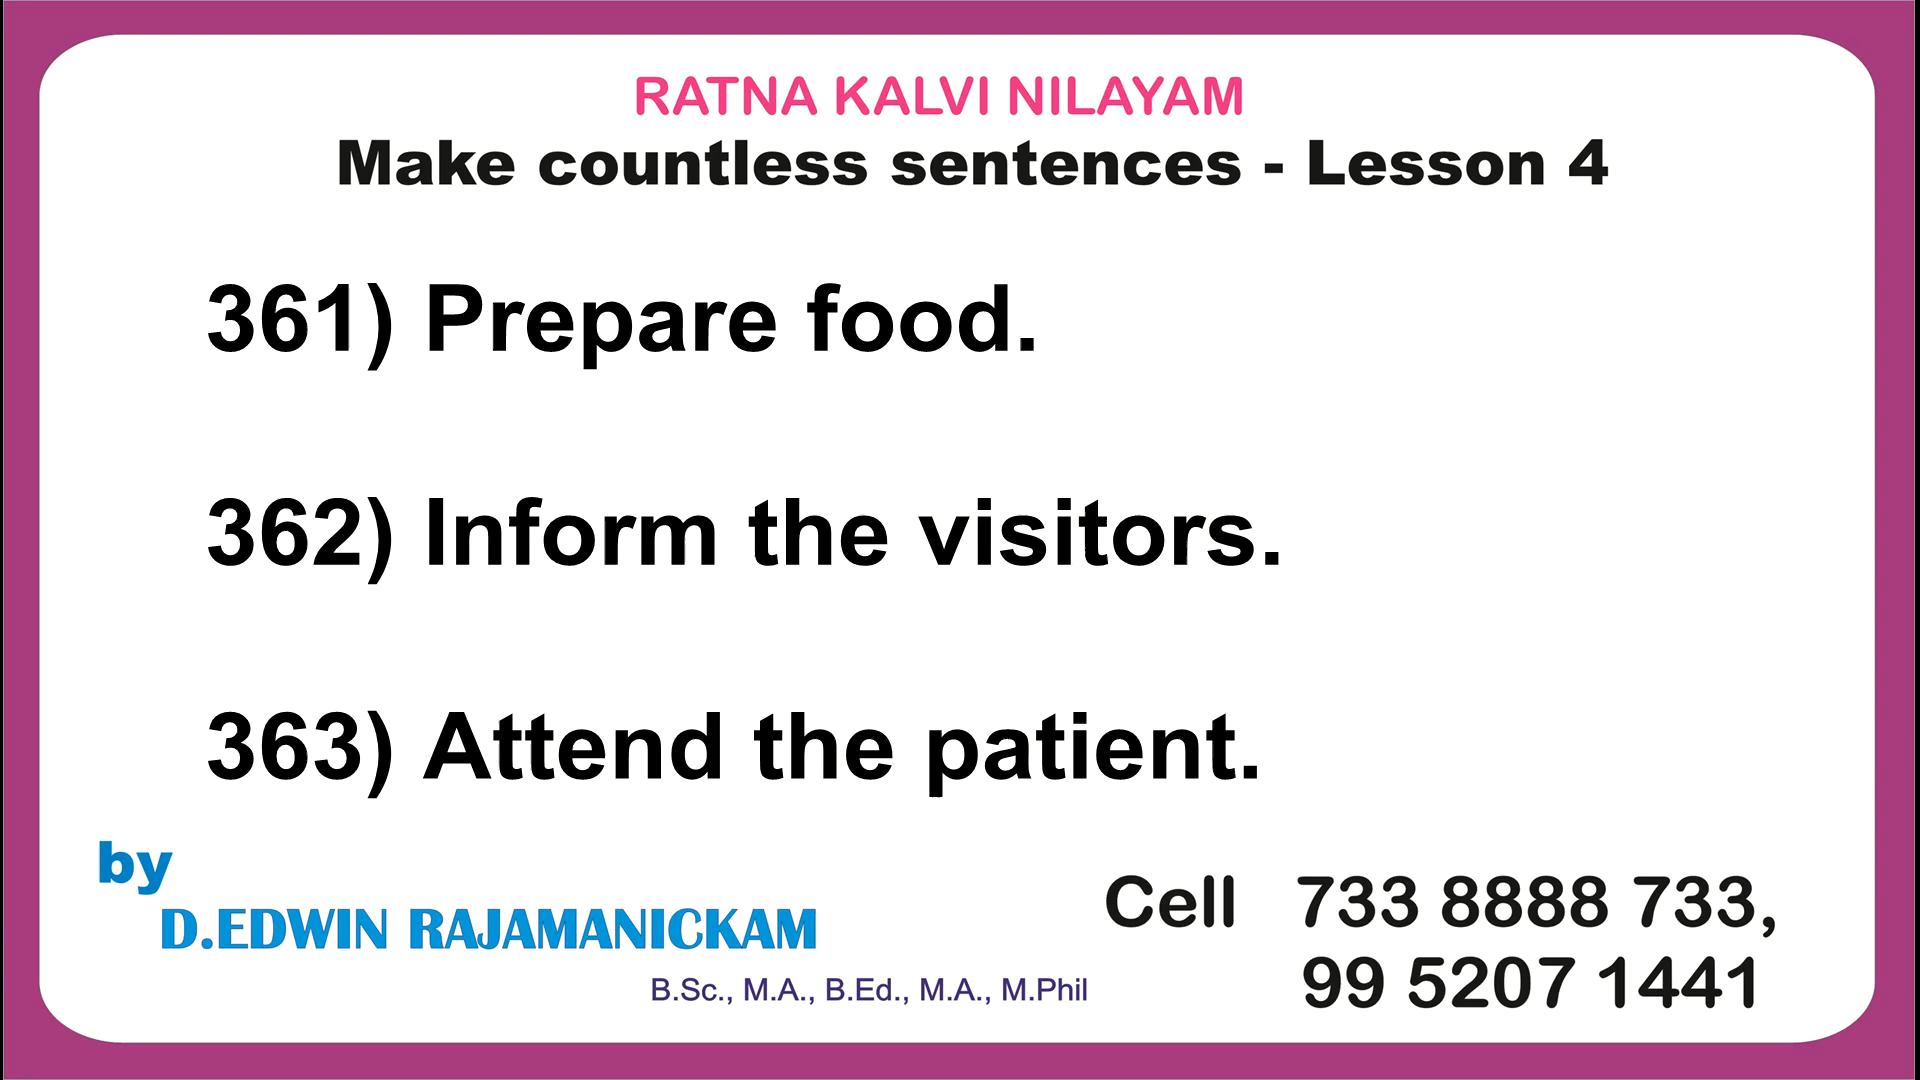 RATNA KALVI NILAYAM
Make countless sentences - Lesson 4
361) Prepare food.
362) Inform the visitors.
363) Attend the patient.
by
D.EDWIN RAJAMANICKAM
B.Sc., M.A., B.Ed., M.A., M.Phil
Cell 733 8888 733,
99 5207 1441